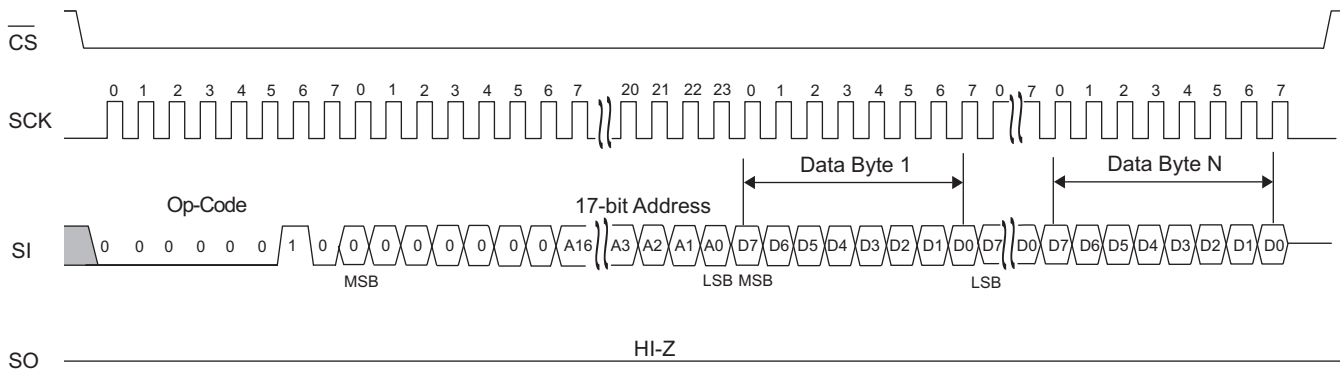 CS
0 1 2 3 4 5 6 7 0 1 2 3 4 5 6 7 20 21 22 23 0 1 2 3 4 5 6 7 0 7 0 1 2 3 4 5 6 7
SCK
Data Byte 1 Data Byte N
Op-Code 17-bit Address
SI 0 0 0 0 0 0 1 0 0 0 0 0 0 0 0 A16 A3 A2 A1 A0 D7 D6 D5 D4 D3 D2 D1 D0 D7 D0 D7 D6 D5 D4 D3 D2 D1 D0
MSB LSB MSB LSB
HI-Z
SO